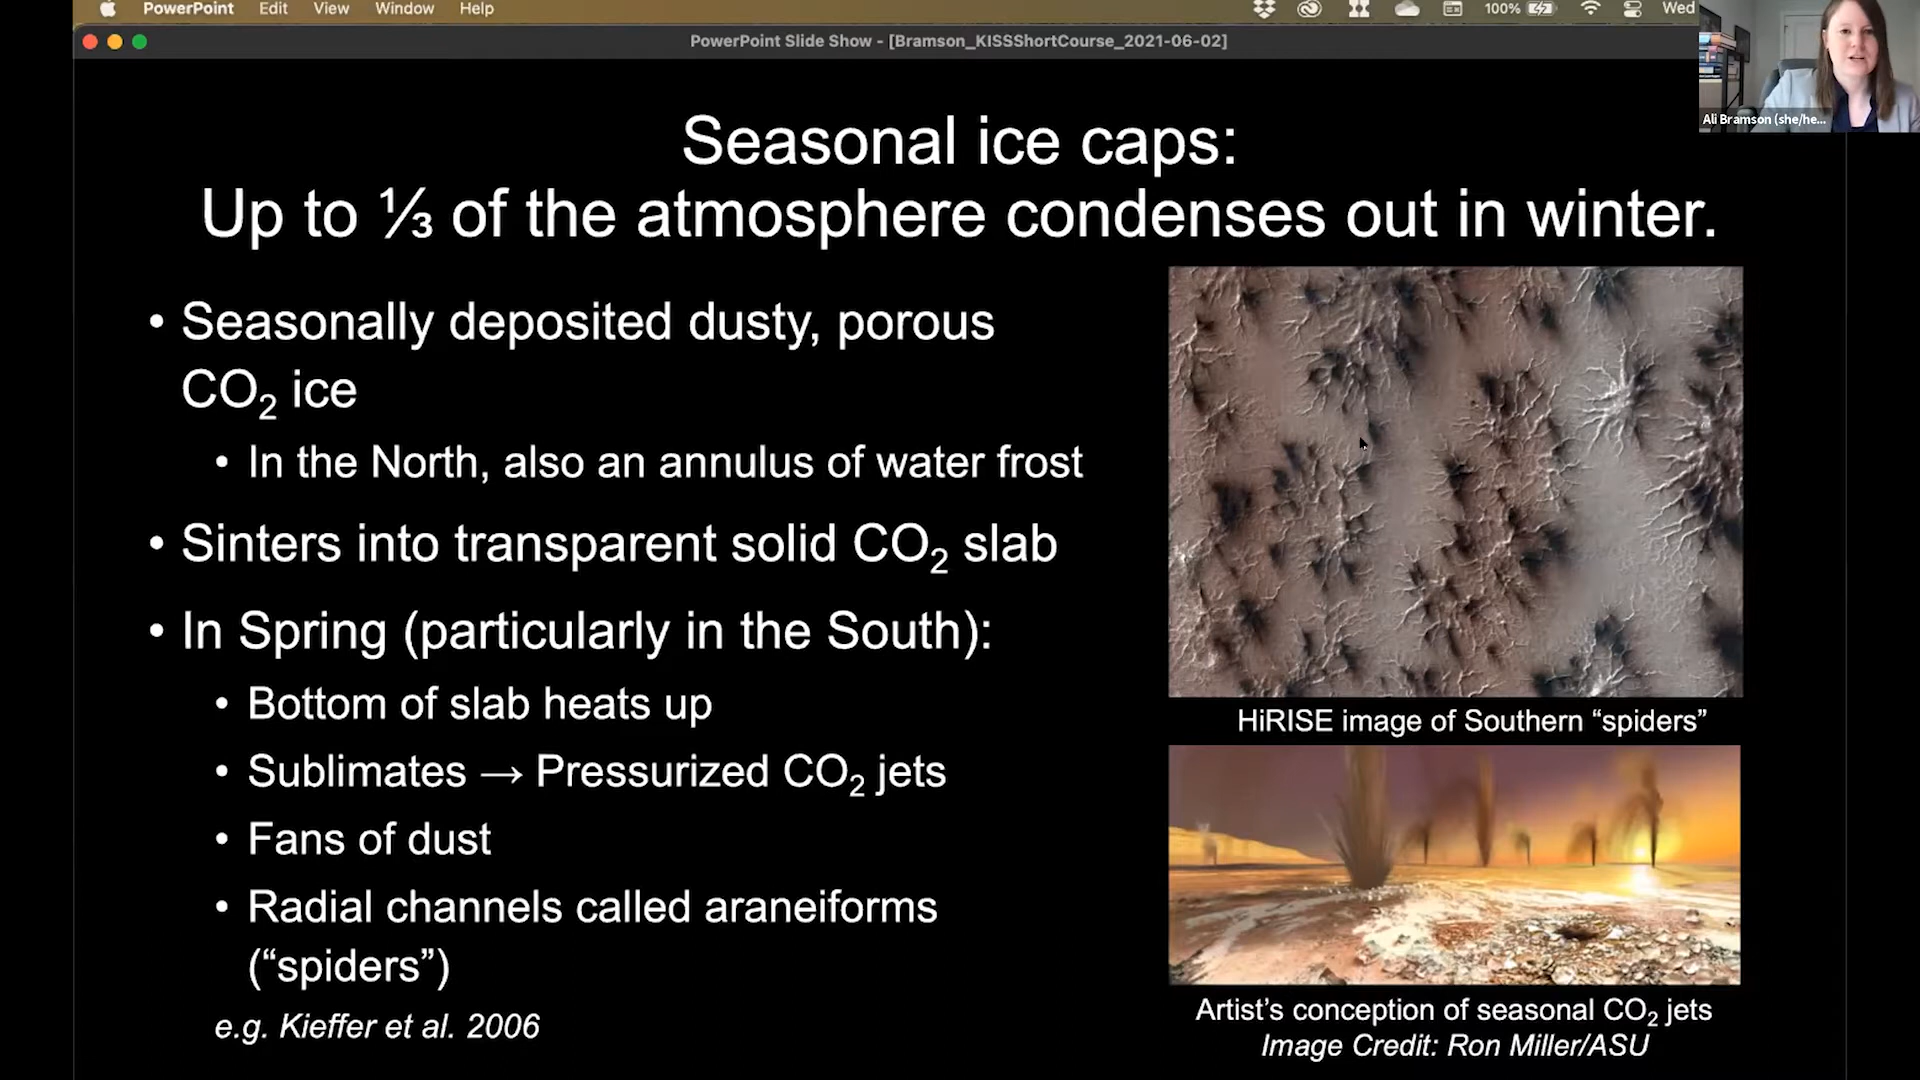 PowerPoint Edit View Window Help 100% Wed
PowerPoint Slide Show - [Bramson_KISSShortCourse_2021-06-02]
Ali Bramson (she/he...
Seasonal ice caps:
Up to ⅓ of the atmosphere condenses out in winter.
• Seasonally deposited dusty, porous
CO₂ ice
• In the North, also an annulus of water frost
• Sinters into transparent solid CO₂ slab
• In Spring (particularly in the South):
• Bottom of slab heats up
• Sublimates → Pressurized CO₂ jets
• Fans of dust
• Radial channels called araneiforms
(“spiders”)
e.g. Kieffer et al. 2006
HiRISE image of Southern “spiders”
Artist’s conception of seasonal CO₂ jets
Image Credit: Ron Miller/ASU